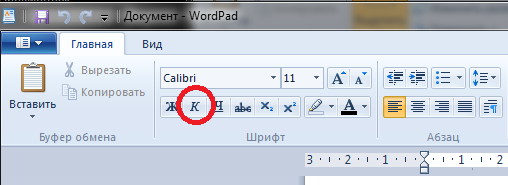 Документ - WordPad
Главная Вид
Вставить
Вырезать
Копировать
Буфер обмена
Calibri 11
Ж К Ч abc X₂ X² А
Шрифт
Абзац
3 · 1 · 2 · 1 · 1 · 1 · 1 · 1 · 2